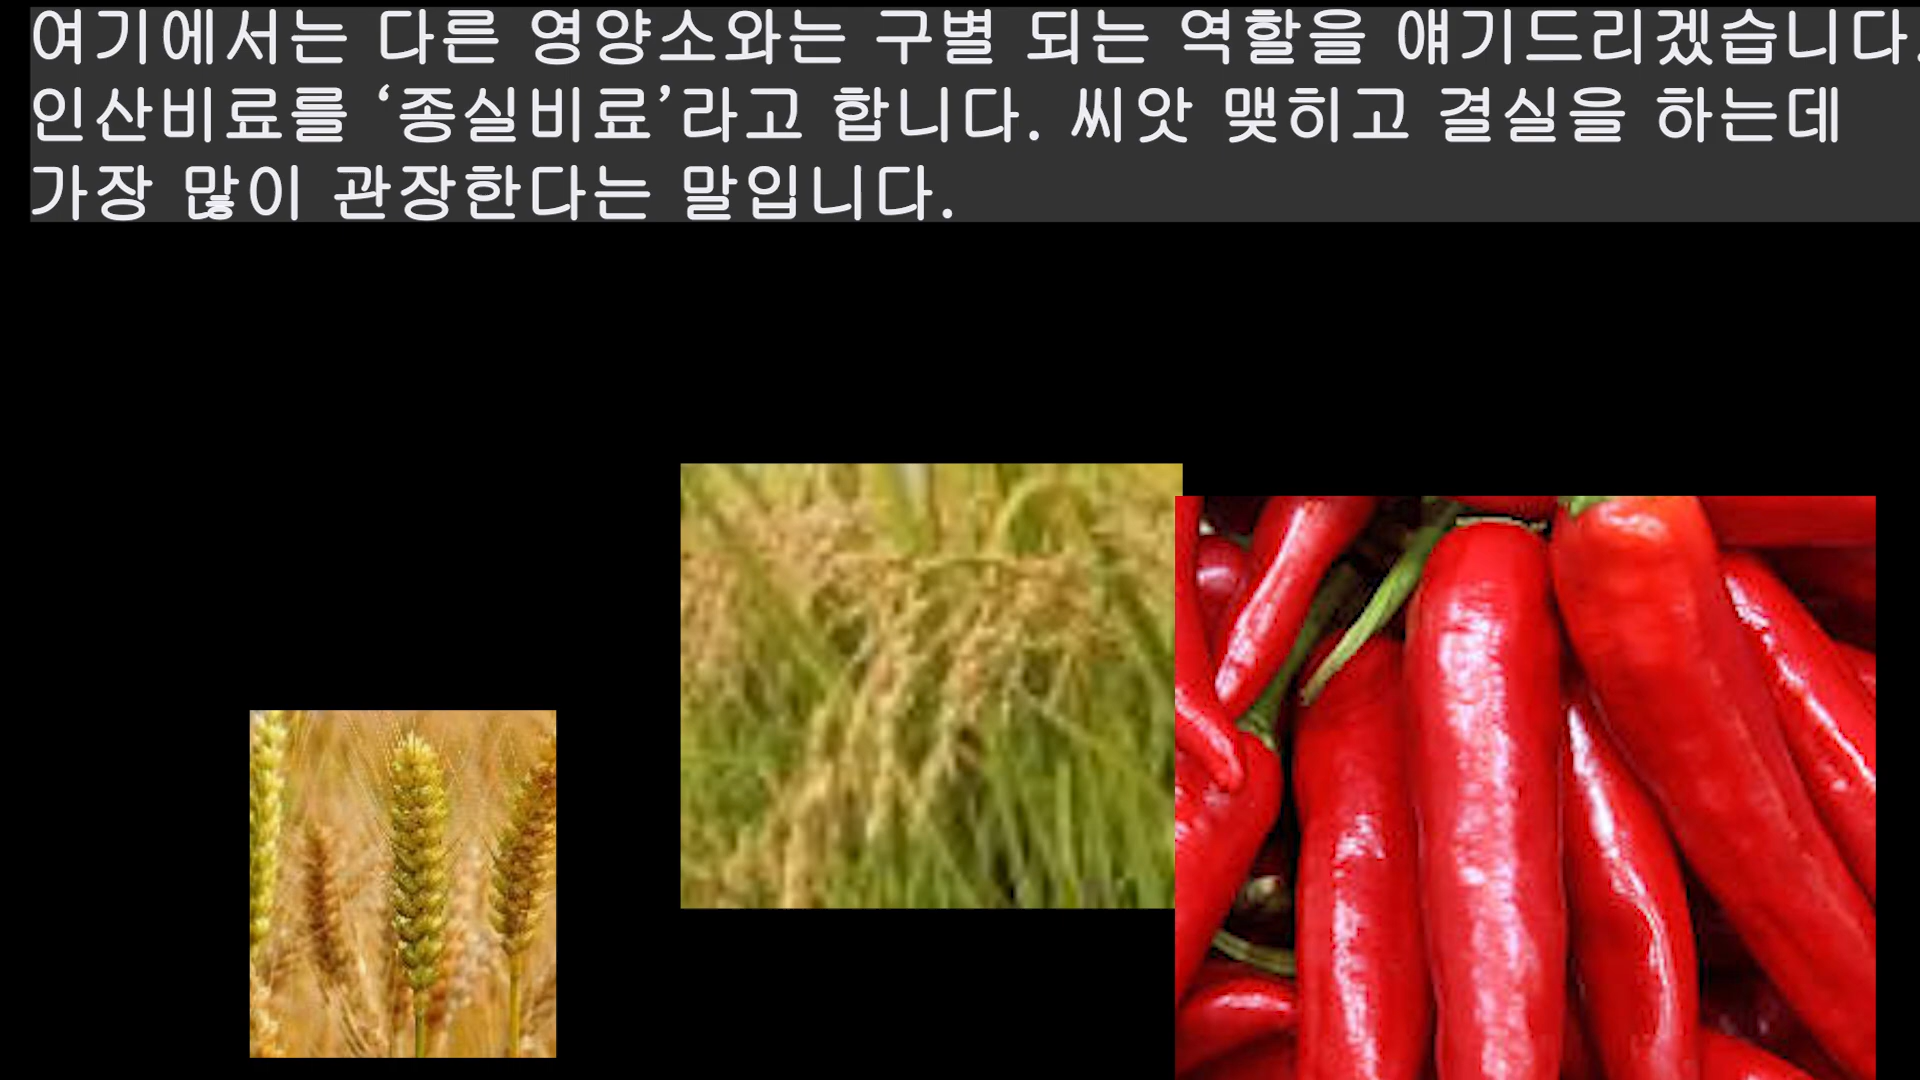 여기에서는 다른 영양소와는 구별 되는 역할을 얘기드리겠습니다.
인산비료를 ‘종실비료’라고 합니다. 씨앗 맺히고 결실을 하는데
가장 많이 관장한다는 말입니다.